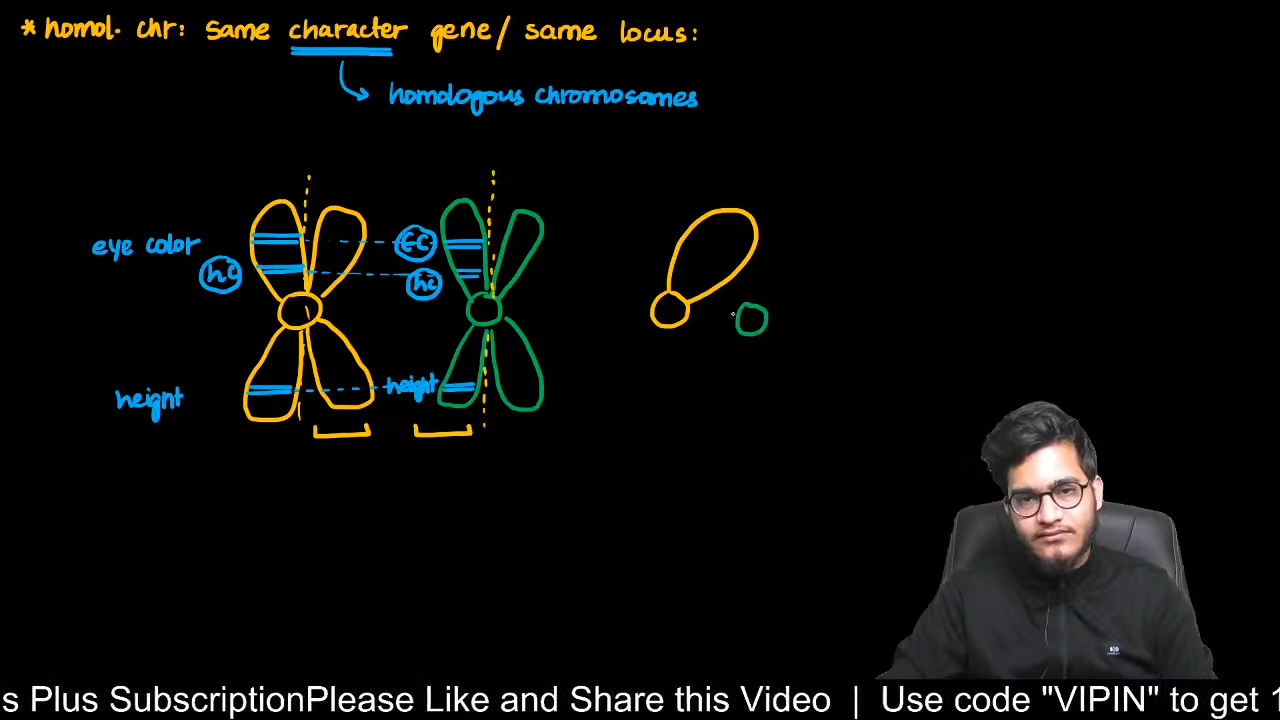 * homol. chr: same character gene/ same locus:
homologous chromosomes
eye color
EC
hc
hc
height
height
s Plus SubscriptionPlease Like and Share this Video | Use code "VIPIN" to get 1